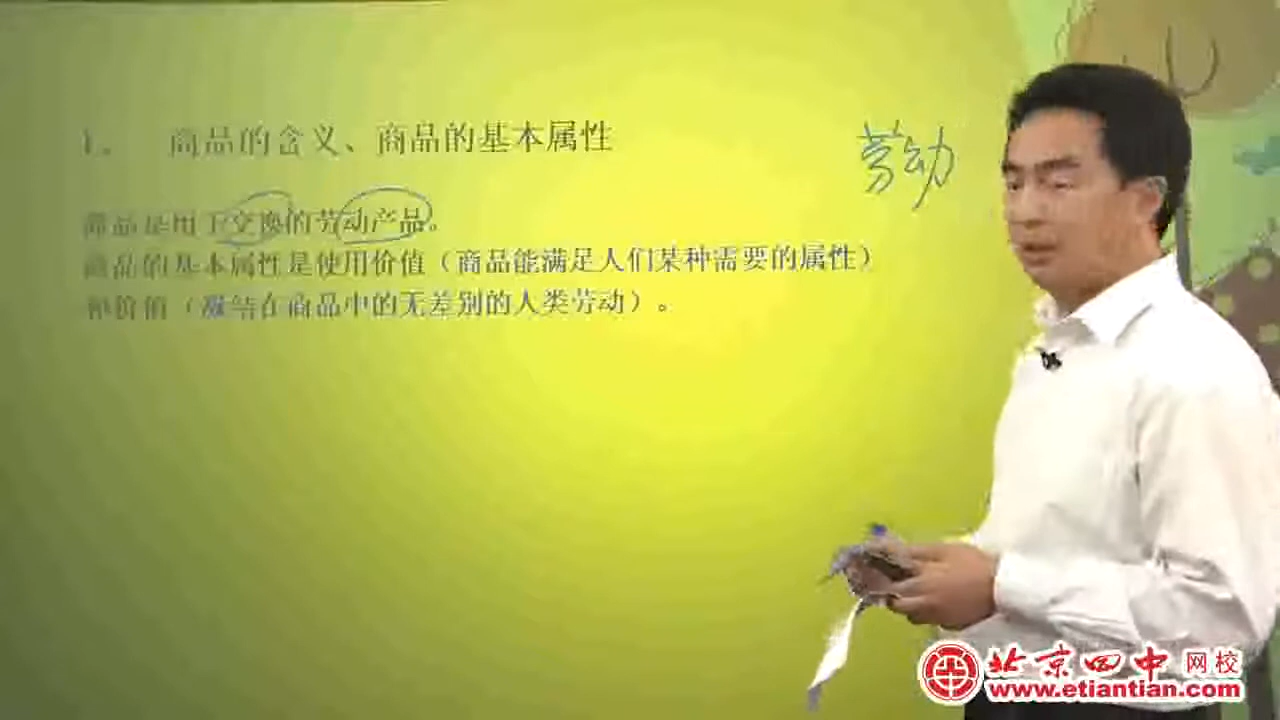 1、 商品的含义、商品的基本属性
劳动
商品是用于交换的劳动产品。
商品的基本属性是使用价值（商品能满足人们某种需要的属性）
和价值（凝结在商品中的无差别的人类劳动）。
北京四中网校
www.etiantian.com